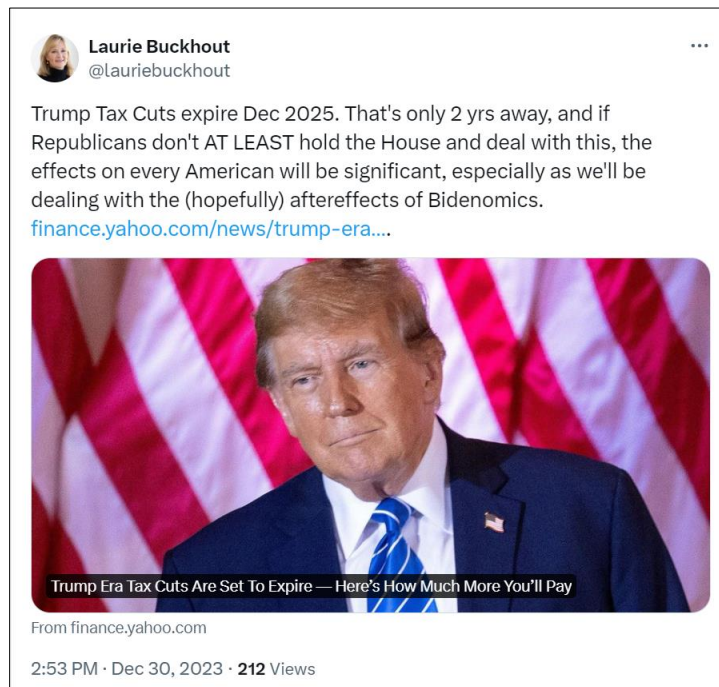 Laurie Buckhout
@lauriebuckhout
Trump Tax Cuts expire Dec 2025. That's only 2 yrs away, and if
Republicans don't AT LEAST hold the House and deal with this, the
effects on every American will be significant, especially as we'll be
dealing with the (hopefully) aftereffects of Bidenomics.
finance.yahoo.com/news/trump-era....
Trump Era Tax Cuts Are Set To Expire — Here's How Much More You'll Pay
From finance.yahoo.com
2:53 PM · Dec 30, 2023 · 212 Views